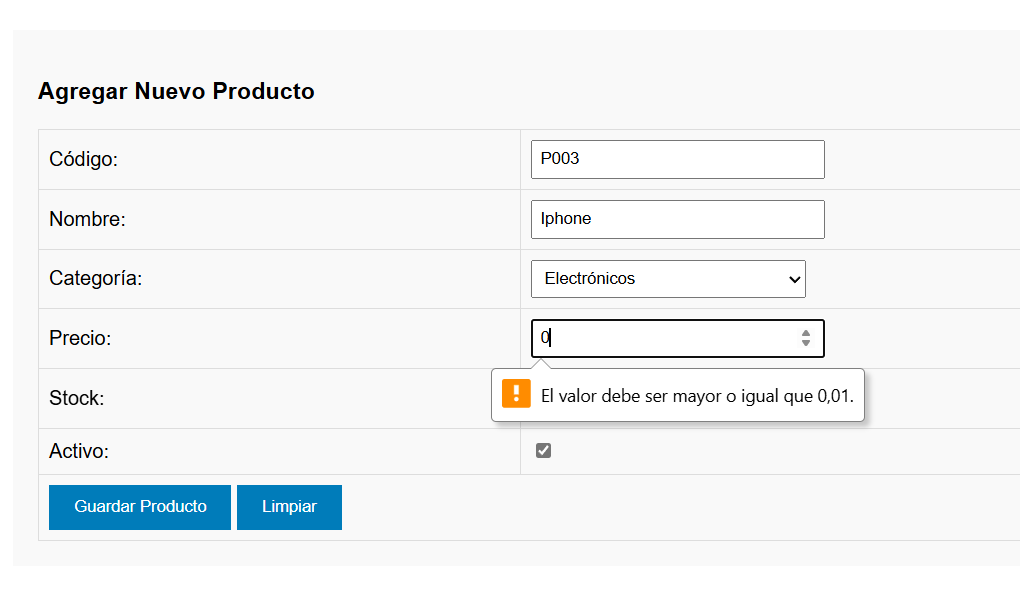 Agregar Nuevo Producto
Código: P003
Nombre: Iphone
Categoría: Electrónicos
Precio: 0
El valor debe ser mayor o igual que 0,01.
Stock:
Activo:
Guardar Producto Limpiar